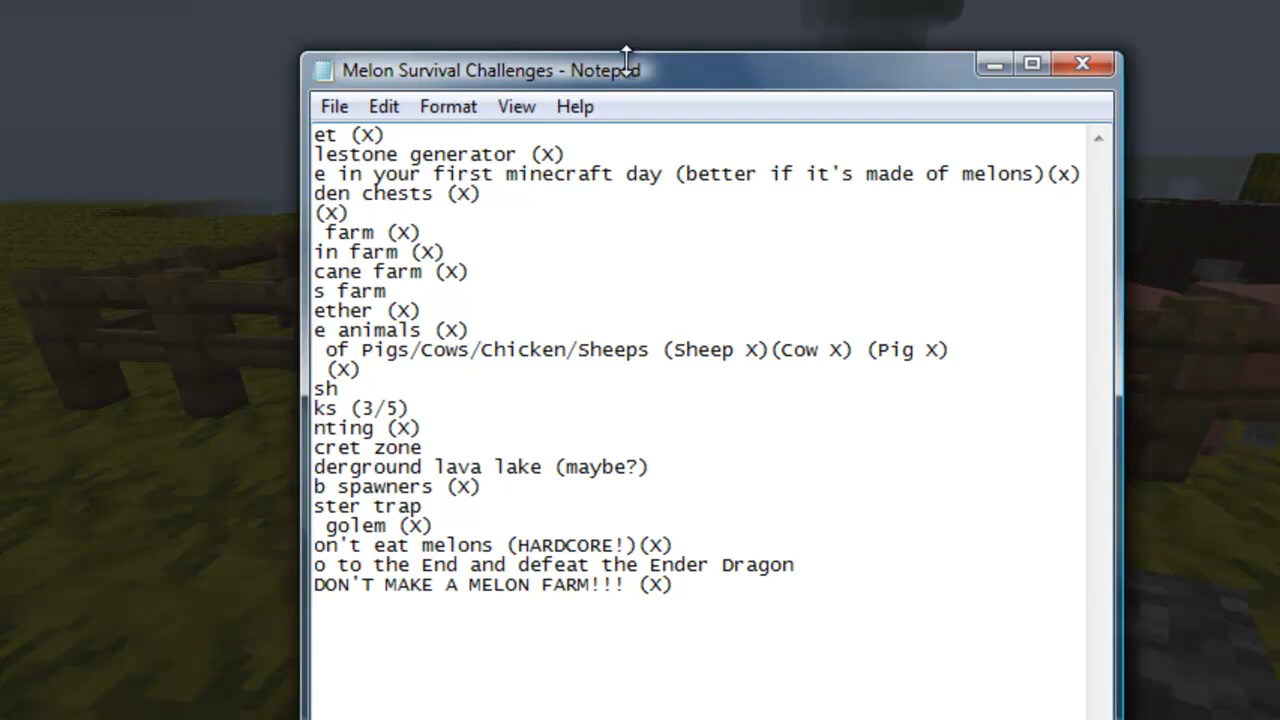 Melon Survival Challenges - Notepad
File Edit Format View Help
et (X)
lestone generator (X)
e in your first minecraft day (better if it's made of melons)(x)
den chests (X)
(X)
farm (X)
in farm (X)
cane farm (X)
s farm
ether (X)
e animals (X)
of Pigs/Cows/Chicken/Sheeps (Sheep X)(Cow X) (Pig X)
(X)
sh
ks (3/5)
nting (X)
cret zone
derground lava lake (maybe?)
b spawners (X)
ster trap
golem (X)
on't eat melons (HARDCORE!)(X)
o to the End and defeat the Ender Dragon
DON'T MAKE A MELON FARM!!! (X)